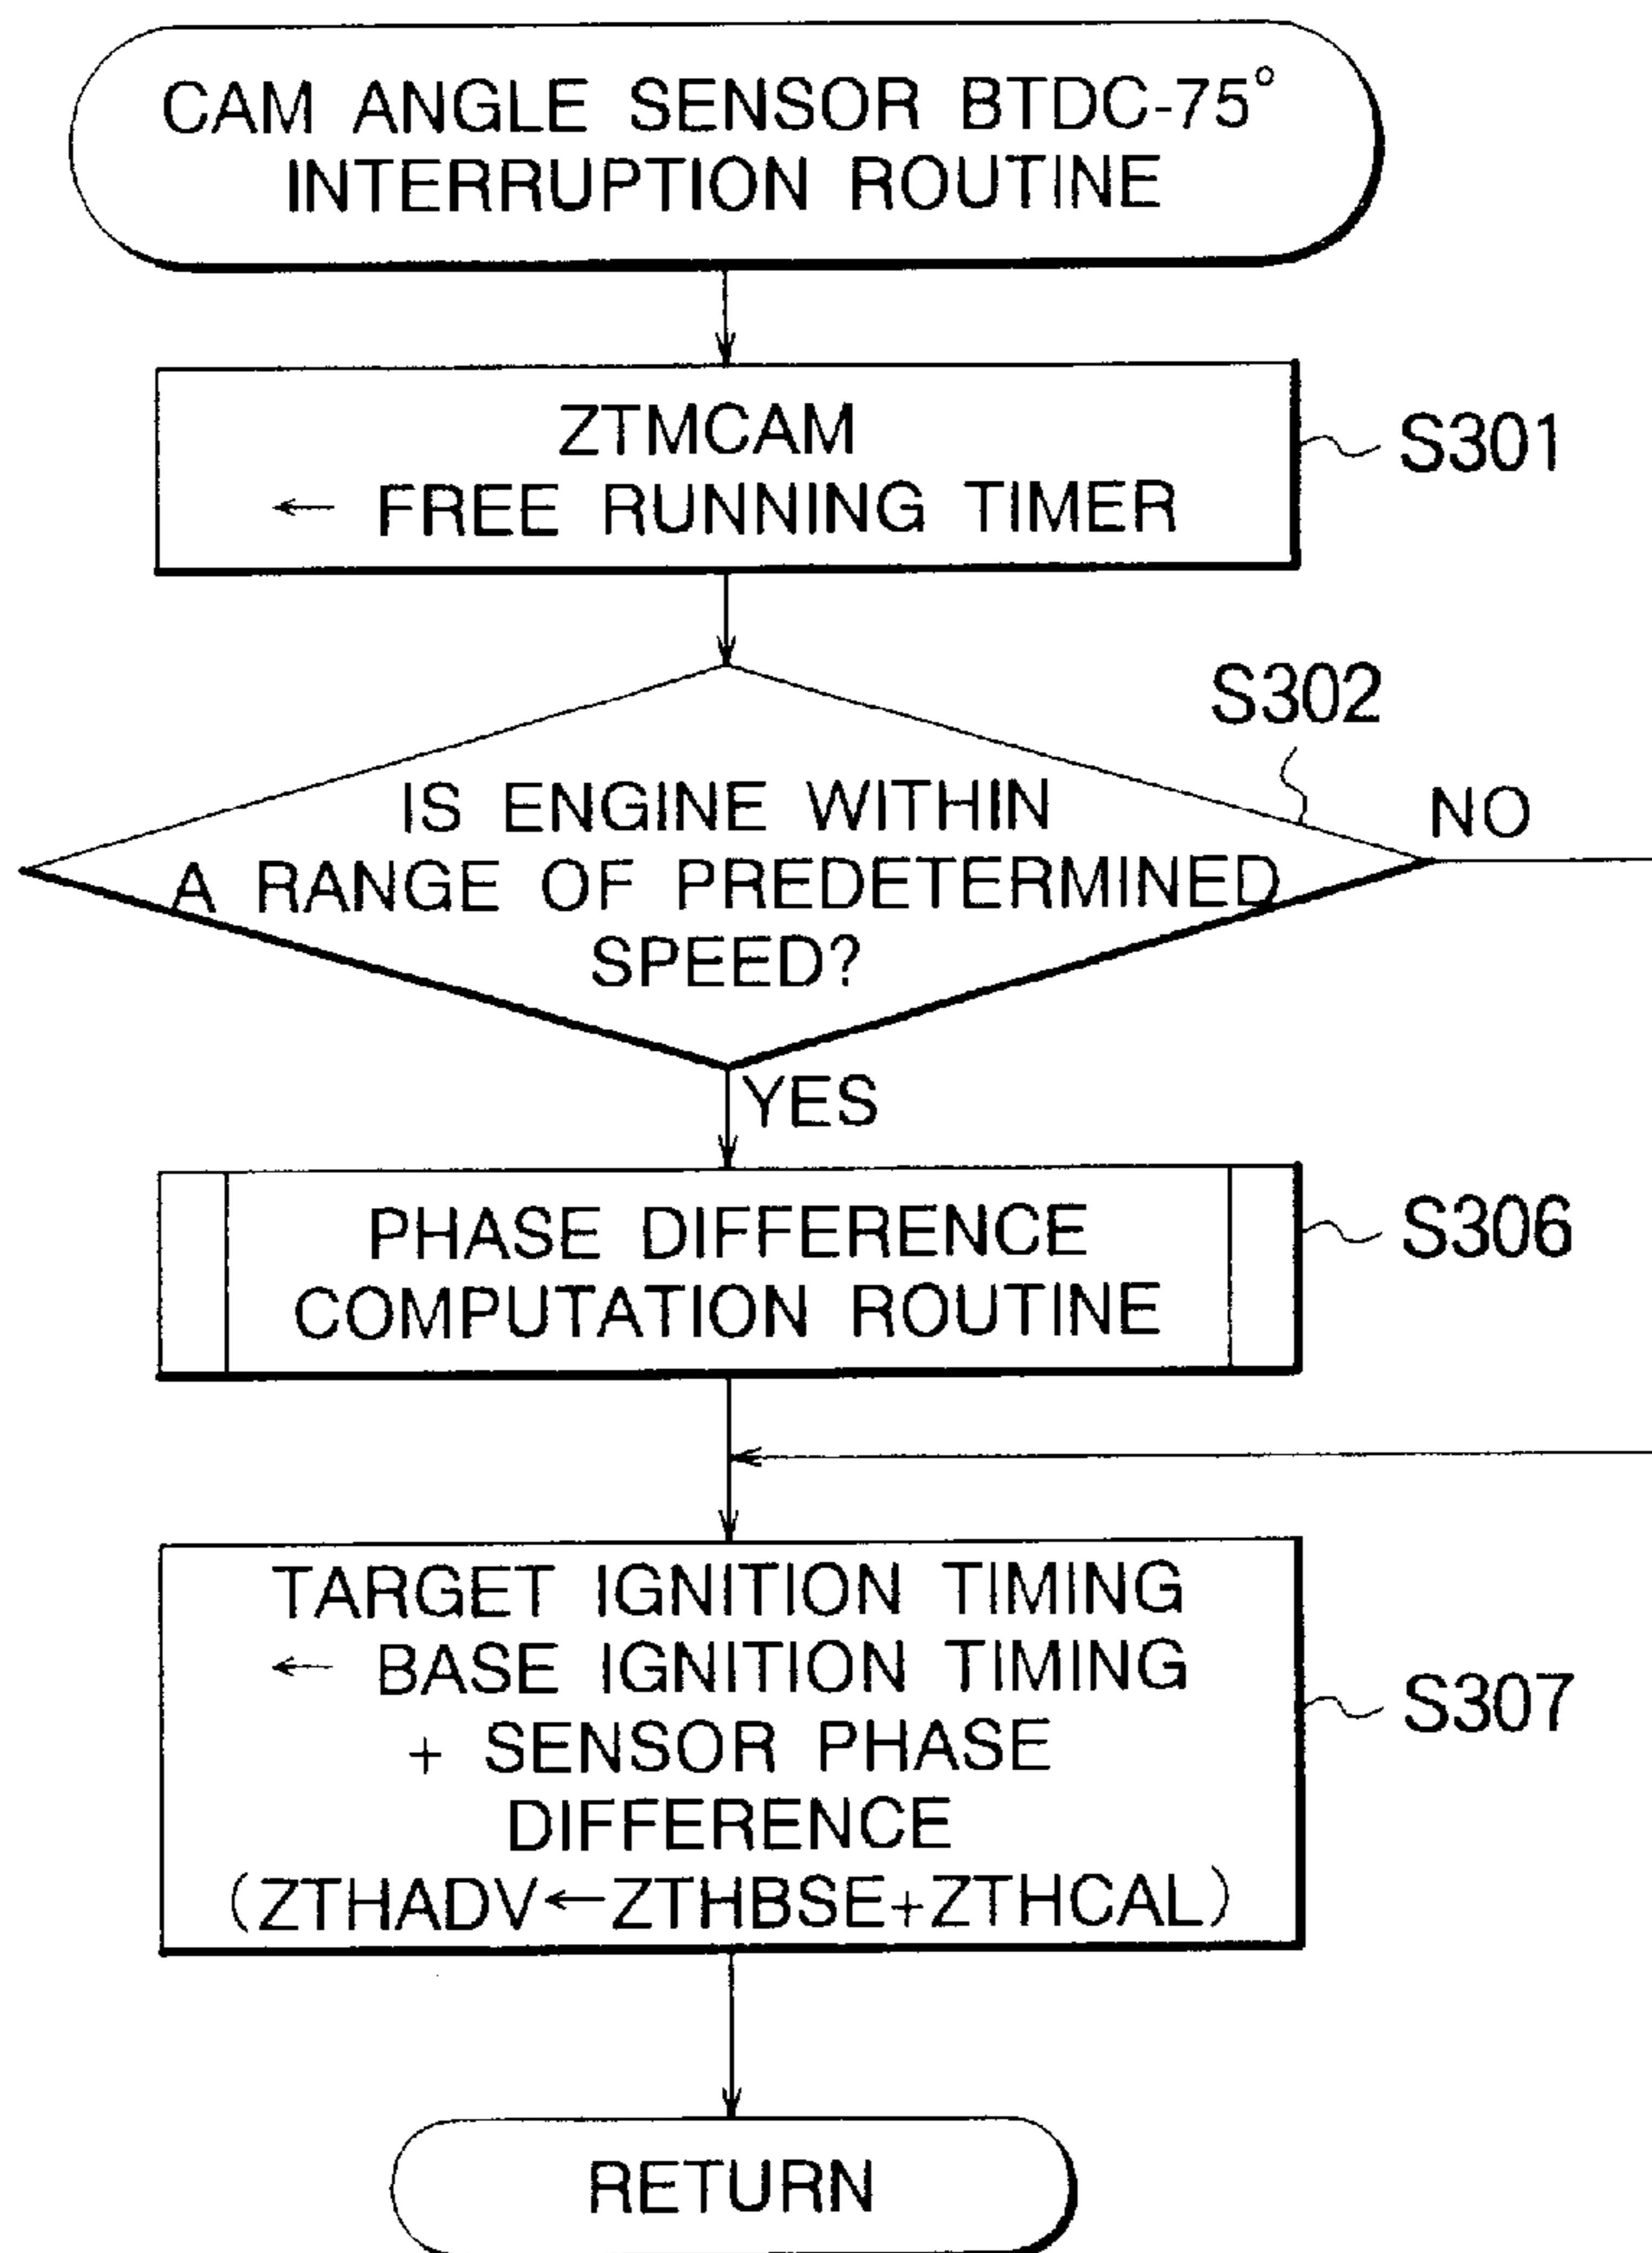 CAM ANGLE SENSOR BTDC-75°
INTERRUPTION ROUTINE
ZTMCAM
← FREE RUNNING TIMER
S301
S302
IS ENGINE WITHIN
A RANGE OF PREDETERMINED
SPEED?
NO
YES
PHASE DIFFERENCE
COMPUTATION ROUTINE
S306
TARGET IGNITION TIMING
← BASE IGNITION TIMING
+ SENSOR PHASE
DIFFERENCE
(ZTHADV←ZTHBSE+ZTHCAL)
S307
RETURN